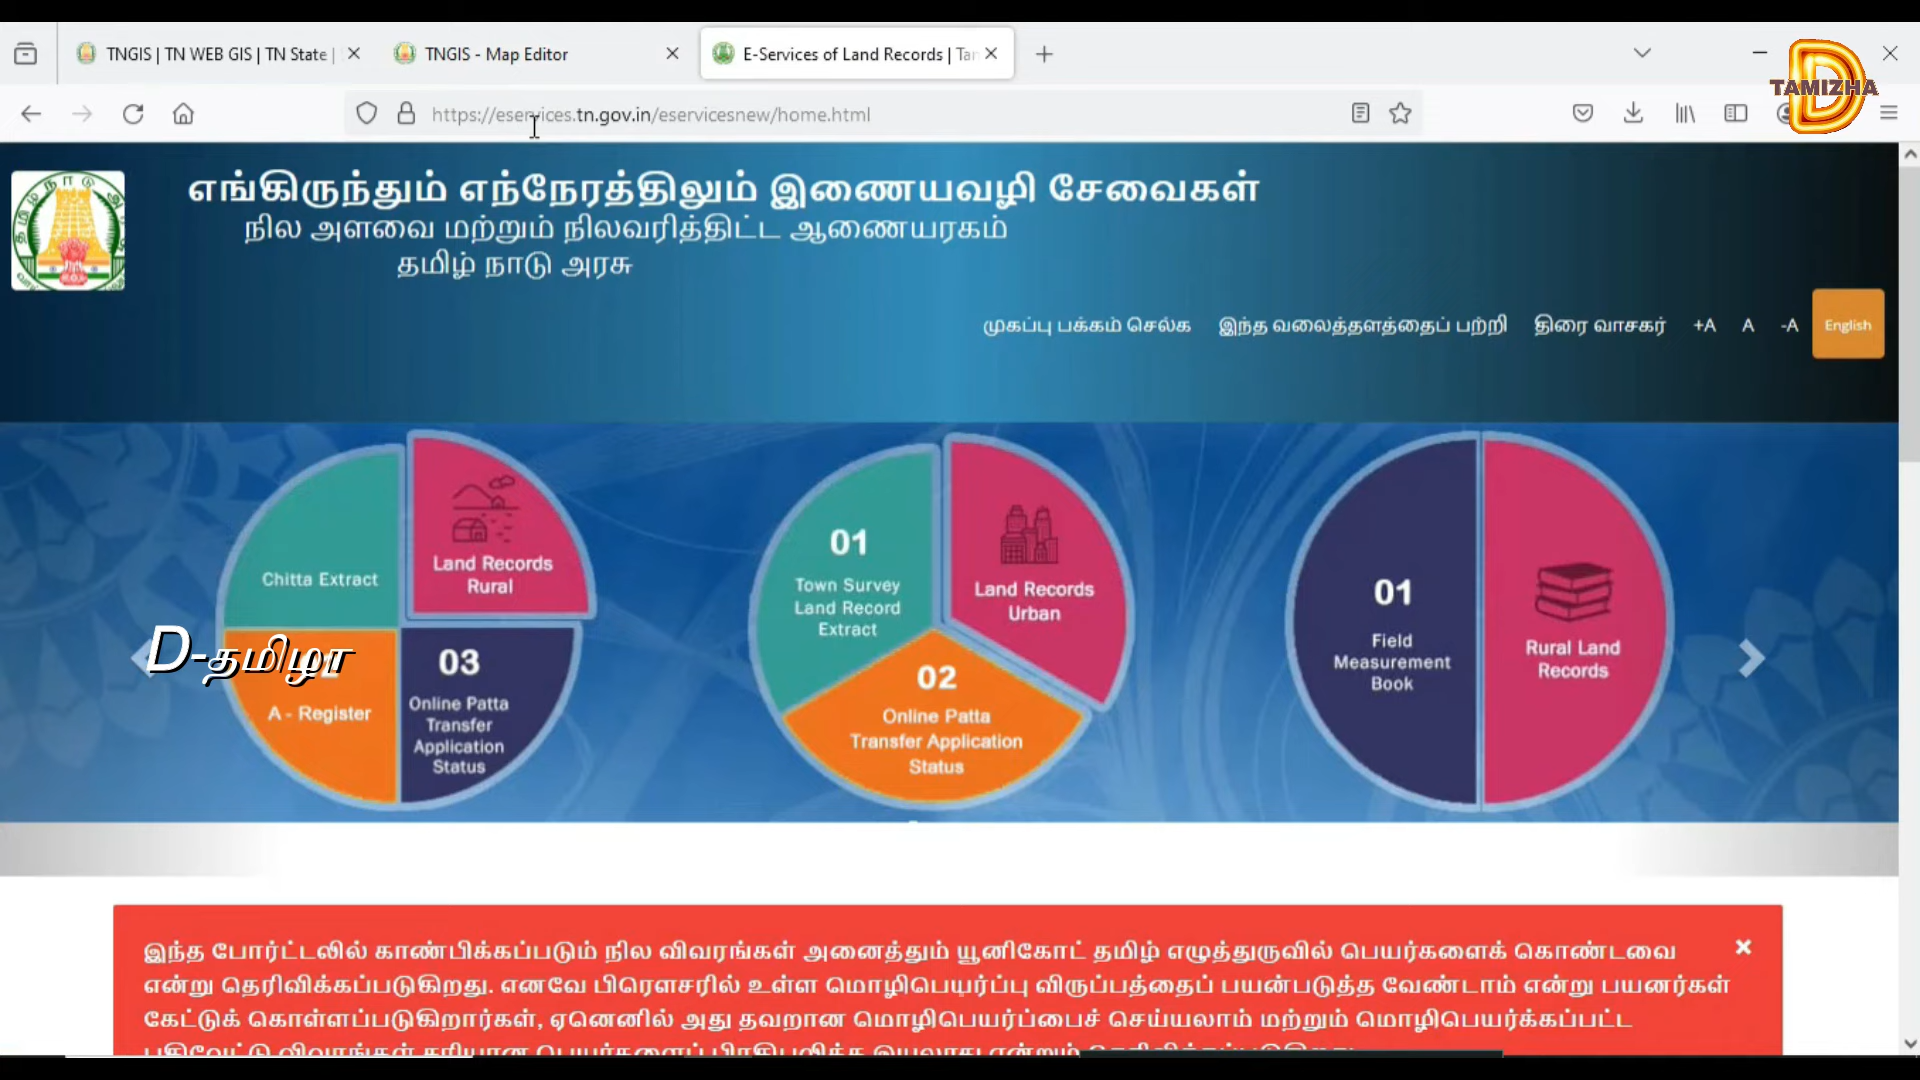 TNGIS | TN WEB GIS | TN State |
TNGIS - Map Editor
E-Services of Land Records | Tan
D
TAMIZHA
https://eservices.tn.gov.in/eservicesnew/home.html
எங்கிருந்தும் எந்நேரத்திலும் இணையவழி சேவைகள்
நில அளவை மற்றும் நிலவரித்திட்ட ஆணையரகம்
தமிழ் நாடு அரசு
முகப்பு பக்கம் செல்க இந்த வலைத்தளத்தைப் பற்றி திரை வாசகர் +A A -A English
Chitta Extract
Land Records
Rural
D-தமிழா
A - Register
03
Online Patta
Transfer
Application
Status
01
Town Survey
Land Record
Extract
Land Records
Urban
02
Online Patta
Transfer Application
Status
01
Field
Measurement
Book
Rural Land
Records
இந்த போர்ட்டலில் காண்பிக்கப்படும் நில விவரங்கள் அனைத்தும் யூனிகோட் தமிழ் எழுத்துருவில் பெயர்களைக் கொண்டவை
என்று தெரிவிக்கப்படுகிறது. எனவே பிரௌசரில் உள்ள மொழிபெயர்ப்பு விருப்பத்தைப் பயன்படுத்த வேண்டாம் என்று பயனர்கள்
கேட்டுக் கொள்ளப்படுகிறார்கள், ஏனெனில் அது தவறான மொழிபெயர்ப்பைச் செய்யலாம் மற்றும் மொழிபெயர்க்கப்பட்ட